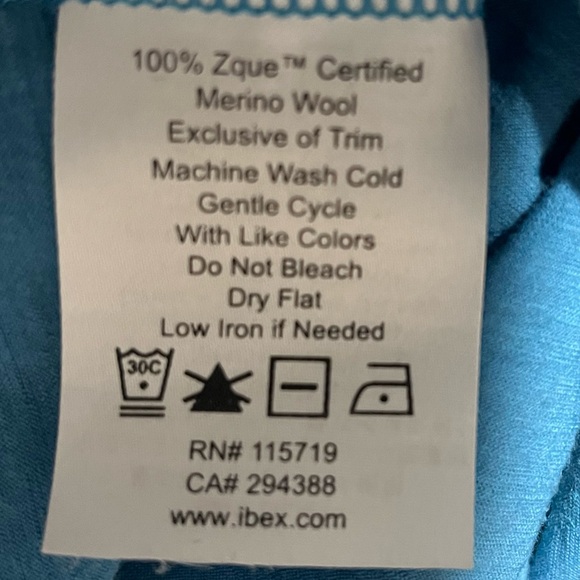 100% Zque™ Certified
Merino Wool
Exclusive of Trim
Machine Wash Cold
Gentle Cycle
With Like Colors
Do Not Bleach
Dry Flat
Low Iron if Needed
30C
RN# 115719
CA# 294388
www.ibex.com